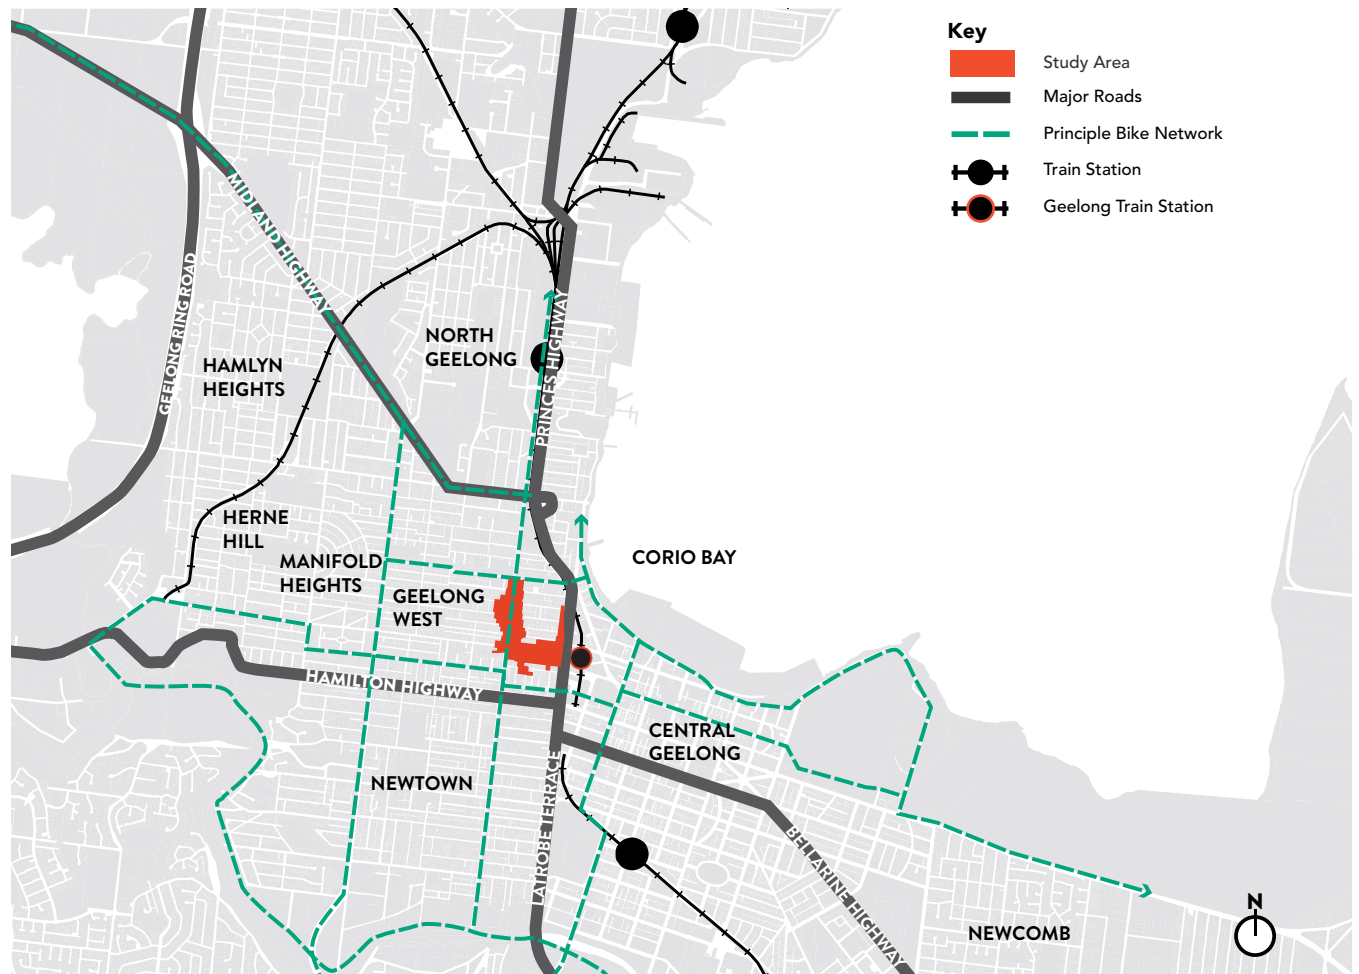 Key
Study Area
Major Roads
Principle Bike Network
Train Station
Geelong Train Station
MIDLAND HIGHWAY
GEELONG RING ROAD
PRINCES HIGHWAY
NORTH
GEELONG
HAMLYN
HEIGHTS
HERNE
HILL
MANIFOLD
HEIGHTS
CORIO BAY
GEELONG
WEST
HAMILTON HIGHWAY
CENTRAL
GEELONG
NEWTOWN
LATROBE TERRACE
BELLARINE HIGHWAY
NEWCOMB
N